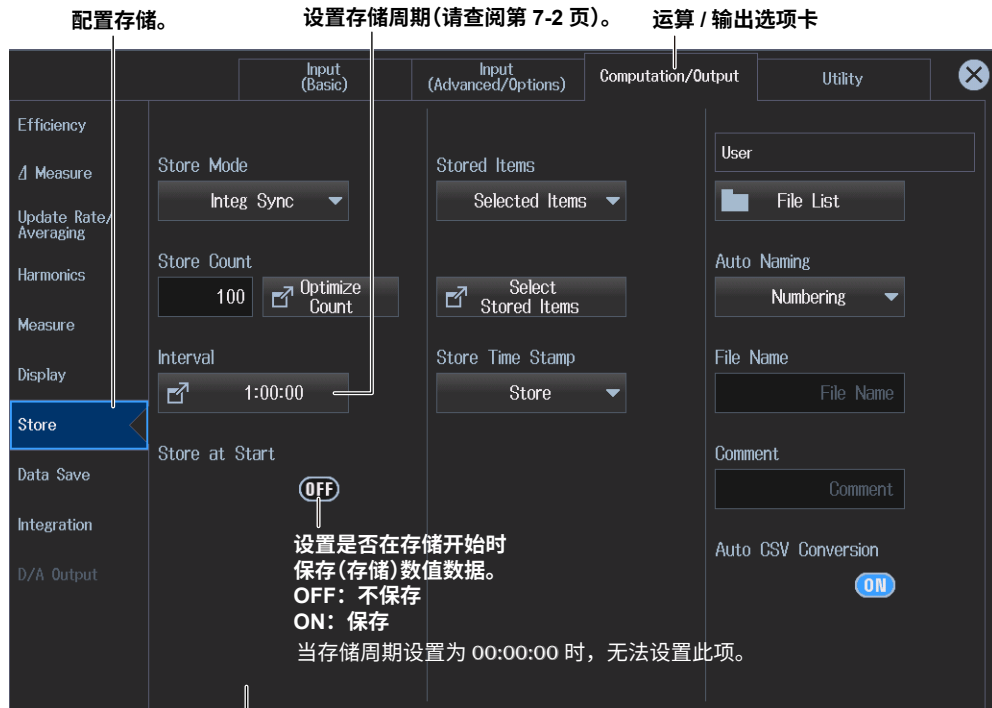 配置存储。
设置存储周期（请查阅第 7-2 页）。
运算 / 输出选项卡
Input
(Basic)
Input
(Advanced/Options)
Computation/Output
Utility
Efficiency
⊿ Measure
Update Rate/
Averaging
Harmonics
Measure
Display
Store
Data Save
Integration
D/A Output
Store Mode
Integ Sync
Store Count
100
Optimize
Count
Interval
1:00:00
Store at Start
OFF
设置是否在存储开始时
保存（存储）数值数据。
OFF：不保存
ON：保存
当存储周期设置为 00:00:00 时，无法设置此项。
Stored Items
Selected Items
Select
Stored Items
Store Time Stamp
Store
User
File List
Auto Naming
Numbering
File Name
File Name
Comment
Comment
Auto CSV Conversion
ON